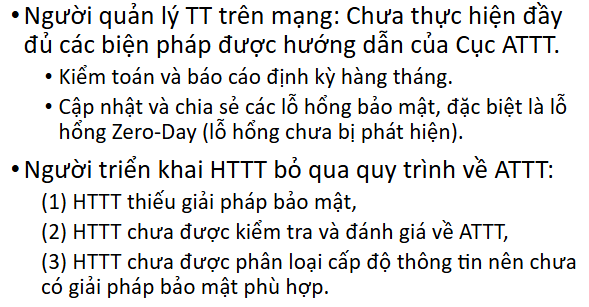 • Người quản lý TT trên mạng: Chưa thực hiện đầy
đủ các biện pháp được hướng dẫn của Cục ATTT.
• Kiểm toán và báo cáo định kỳ hàng tháng.
• Cập nhật và chia sẻ các lỗ hổng bảo mật, đặc biệt là lỗ
hổng Zero-Day (lỗ hổng chưa bị phát hiện).
• Người triển khai HTTT bỏ qua quy trình về ATTT:
(1) HTTT thiếu giải pháp bảo mật,
(2) HTTT chưa được kiểm tra và đánh giá về ATTT,
(3) HTTT chưa được phân loại cấp độ thông tin nên chưa
có giải pháp bảo mật phù hợp.